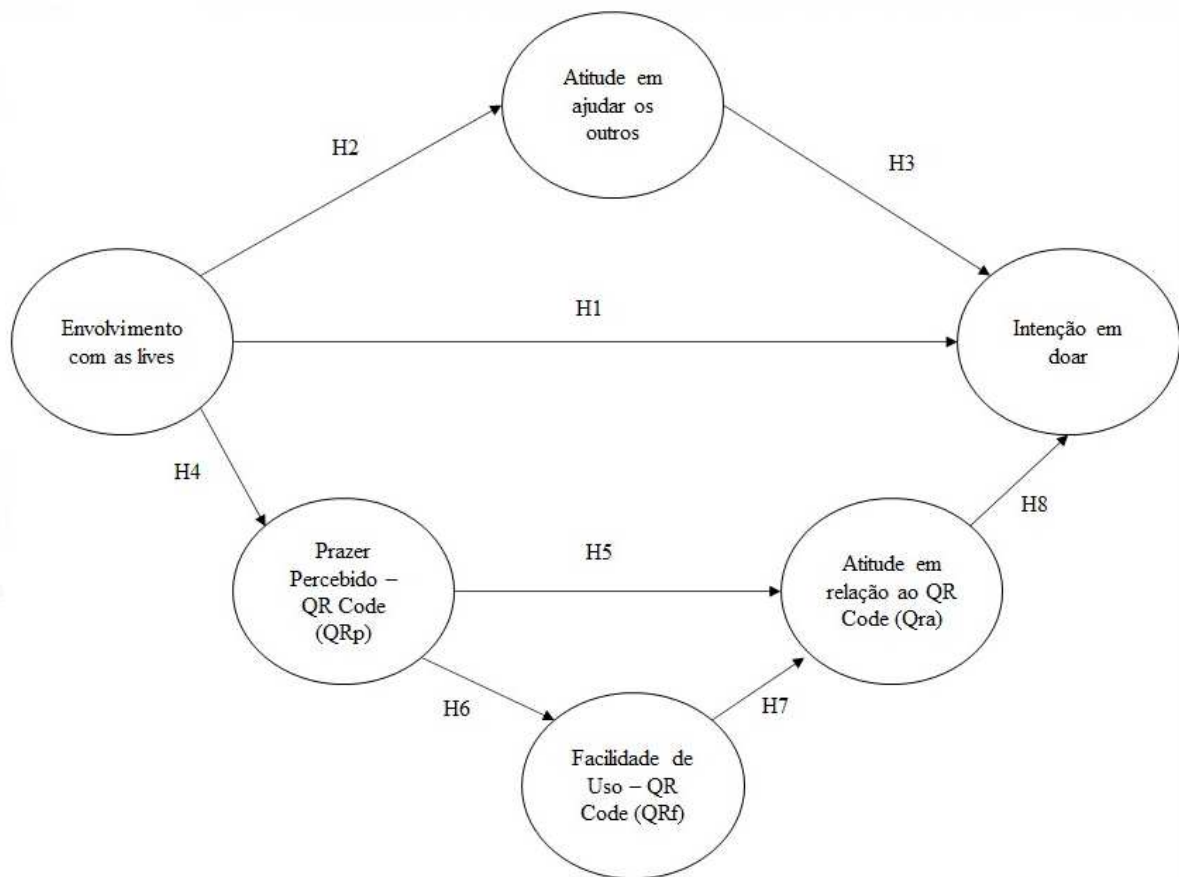 Atitude em
ajudar os
outros
H2
H3
Envolvimento
com as lives
H1
Intenção em
doar
H4
H8
Prazer
Percebido –
QR Code
(QRp)
H5
Atitude em
relação ao QR
Code (Qra)
H6
H7
Facilidade de
Uso – QR
Code (QRf)